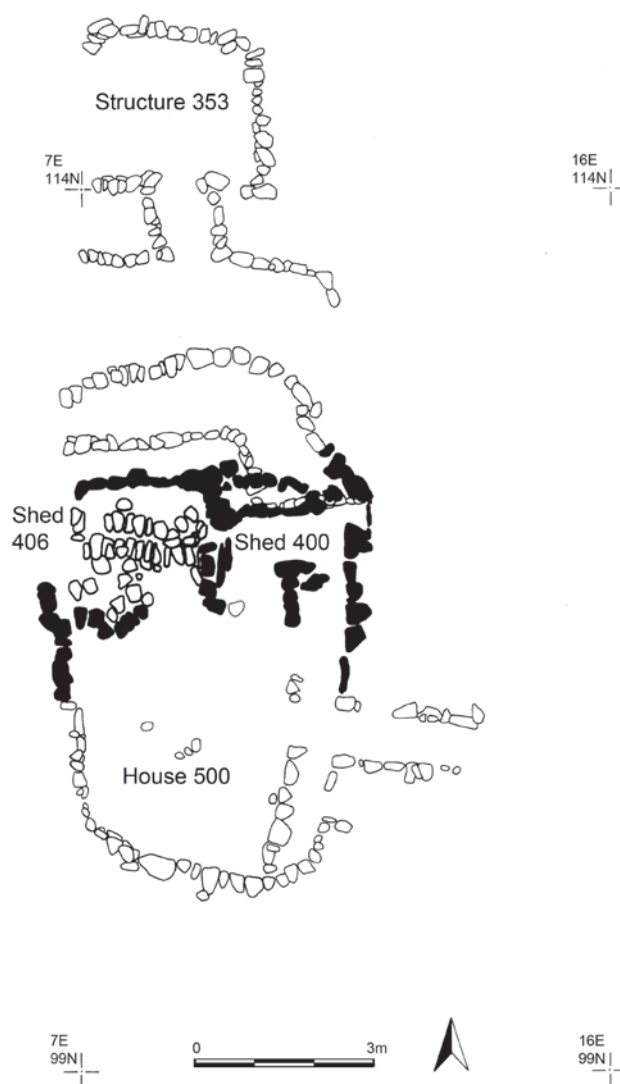 Structure 353
7E
114N
16E
114N
Shed
406
Shed 400
House 500
7E
99N
0
3m
16E
99N